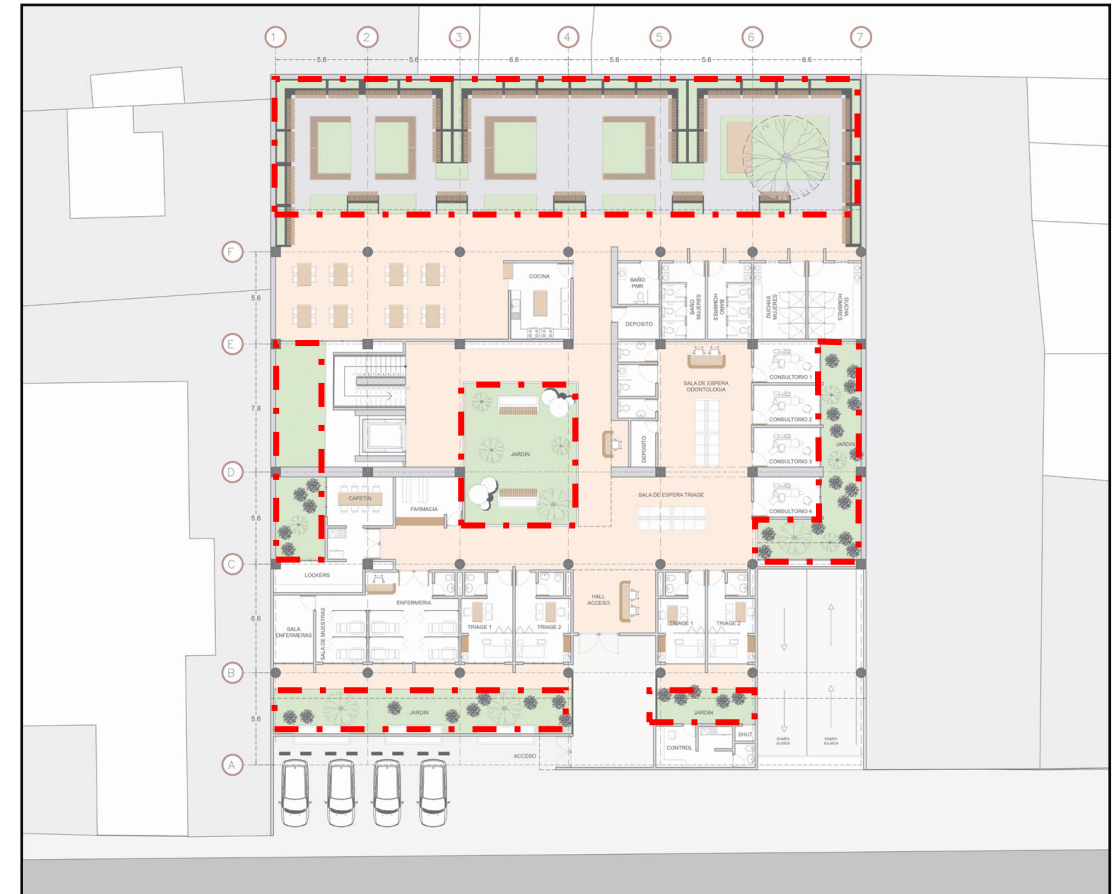 1 2 3 4 5 6 7
5.6 5.6 6.6 5.6 5.6 6.6
F
COCINA
BAÑO
PMR
BAÑO
MUJERES
BAÑO
HOMBRES
DUCHAS
MUJERES
DUCHA
HOMBRES
5.6
DEPOSITO
E
CONSULTORIO 1
SALA DE ESPERA
ODONTOLOGIA
CONSULTORIO 2
7.8
JARDIN
DEPOSITO
CONSULTORIO 3
JARDIN
D
CAFETIN
FARMACIA
SALA DE ESPERA TRIAGE
CONSULTORIO 4
5.6
C
LOCKERS
ENFERMERIA
HALL
ACCESO
6.6
SALA
ENFERMERAS
SALA DE MUESTRAS
TRIAGE 1
TRIAGE 2
TRIAGE 1
TRIAGE 2
B
JARDIN
JARDIN
5.6
CONTROL
SHUT.
RAMPA
SUBIDA
RAMPA
BAJADA
ACCESO
A